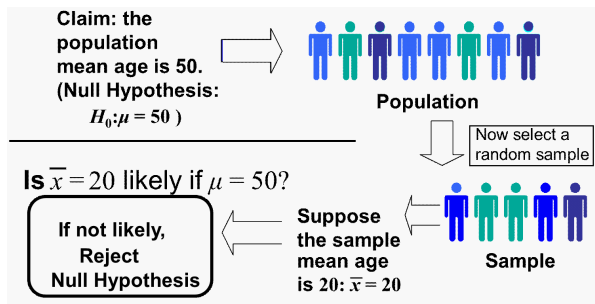 Claim: the
population
mean age is 50.
(Null Hypothesis:
H₀:μ = 50 )
Population
Now select a
random sample
Sample
Suppose
the sample
mean age
is 20: x̅ = 20
Is x̅ = 20 likely if μ = 50?
If not likely,
Reject
Null Hypothesis